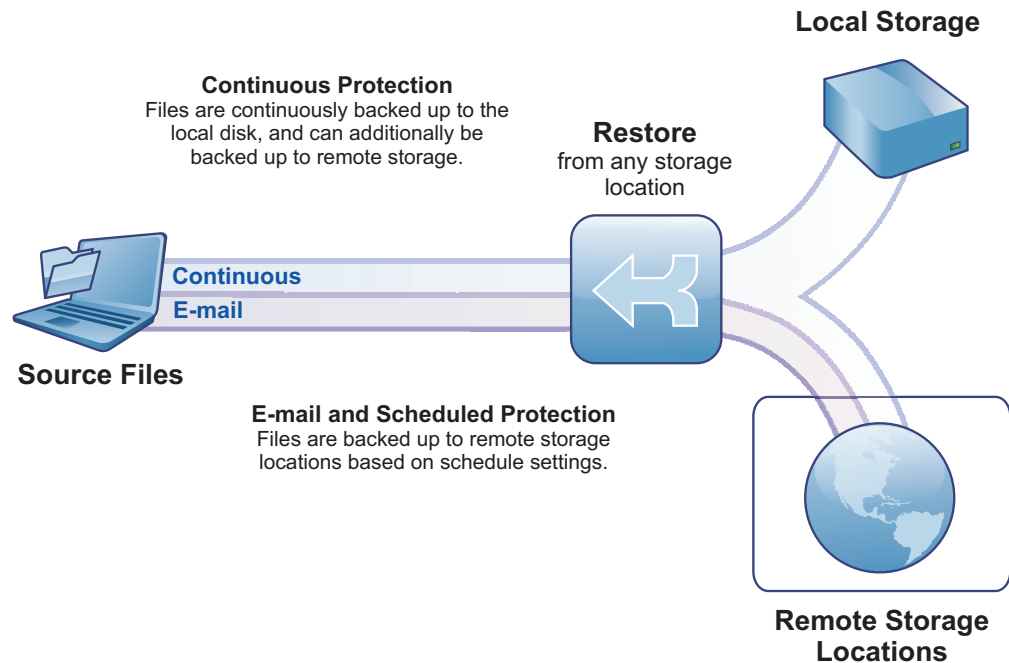 Local Storage
Continuous Protection
Files are continuously backed up to the
local disk, and can additionally be
backed up to remote storage.
Restore
from any storage
location
Continuous
E-mail
Source Files
E-mail and Scheduled Protection
Files are backed up to remote storage
locations based on schedule settings.
Remote Storage
Locations